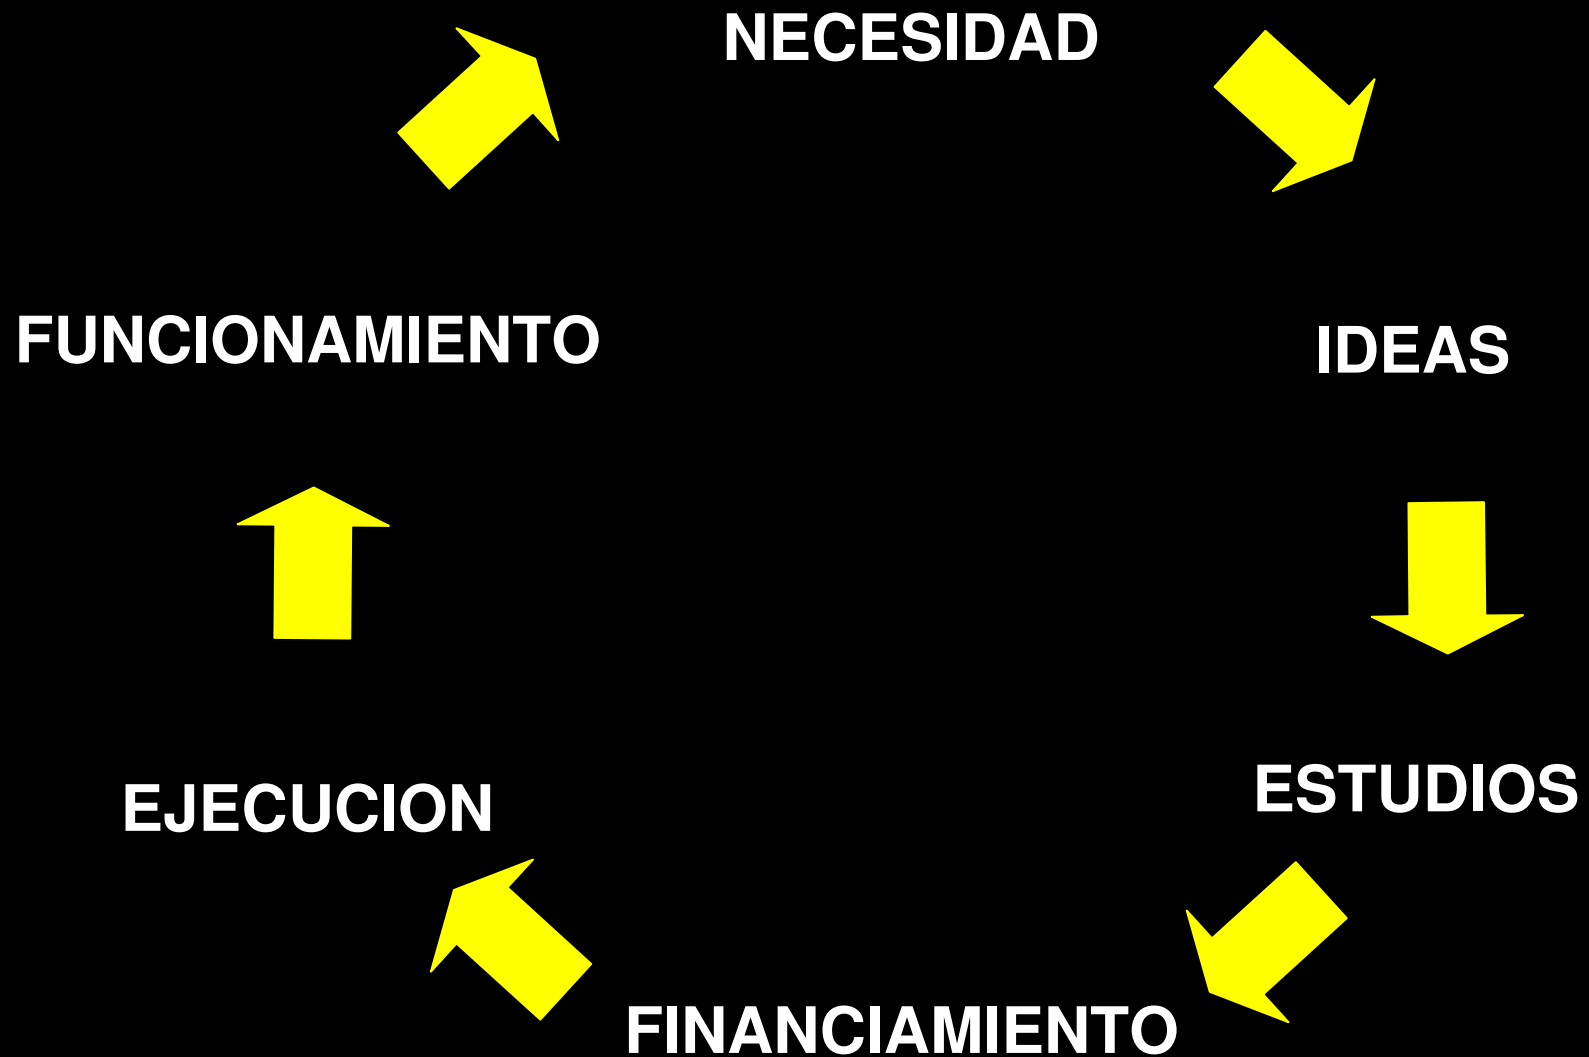 NECESIDAD
FUNCIONAMIENTO
IDEAS
EJECUCION
ESTUDIOS
FINANCIAMIENTO